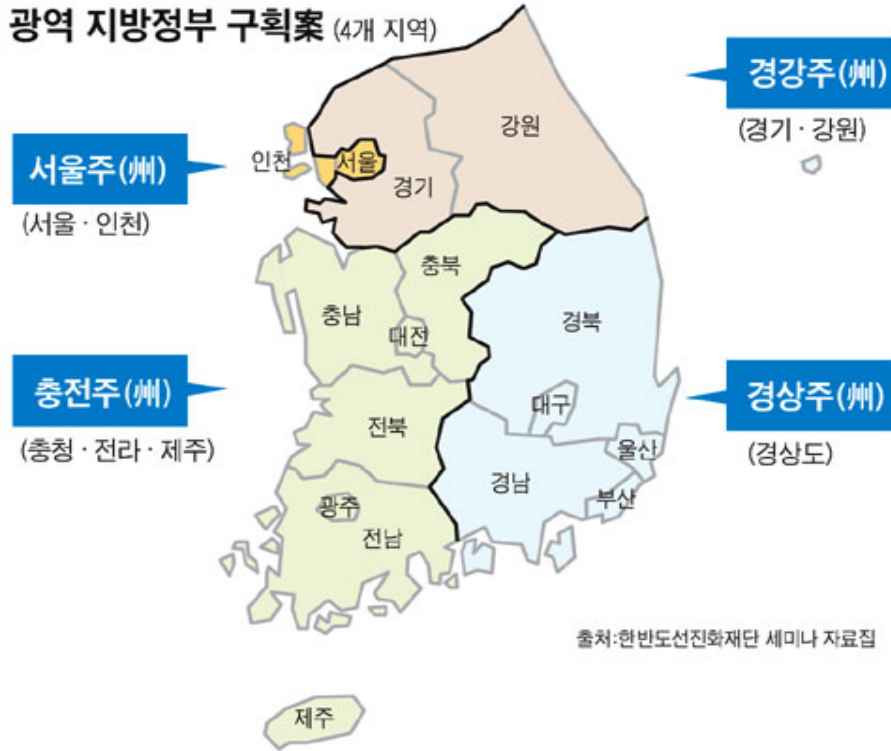 광역 지방정부 구획案 (4개 지역)
경강주(州)
(경기 · 강원)
서울주(州)
(서울 · 인천)
인천
서울
경기
강원
충북
충남
대전
경북
충전주(州)
(충청 · 전라 · 제주)
경상주(州)
(경상도)
대구
전북
울산
경남
부산
광주
전남
출처:한반도선진화재단 세미나 자료집
제주